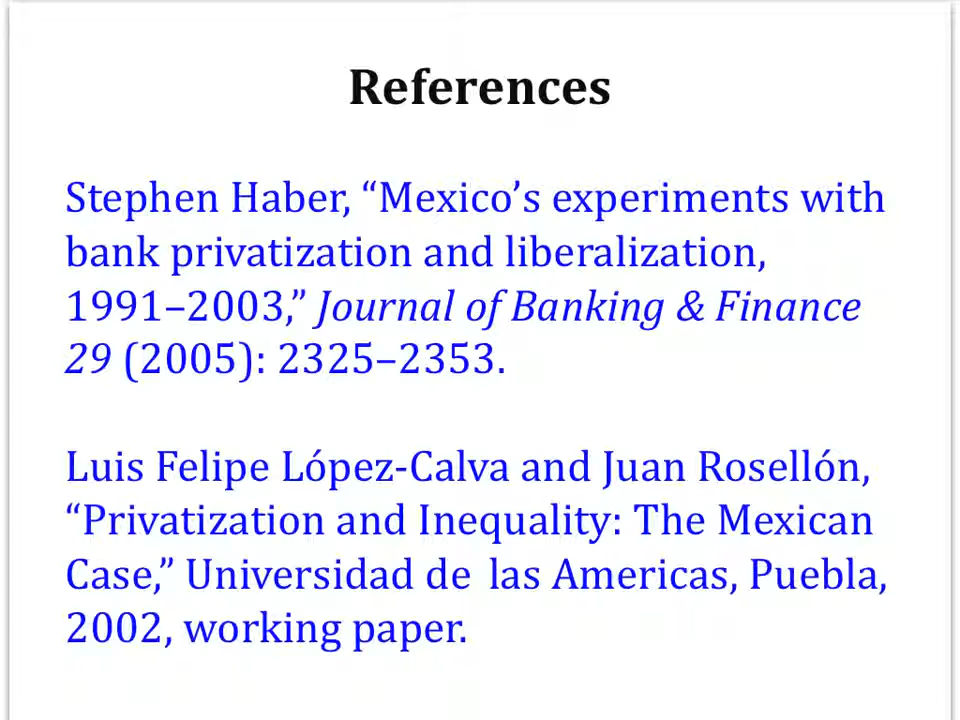 References
Stephen Haber, “Mexico’s experiments with
bank privatization and liberalization,
1991–2003,” Journal of Banking & Finance
29 (2005): 2325–2353.
Luis Felipe López-Calva and Juan Rosellón,
“Privatization and Inequality: The Mexican
Case,” Universidad de las Americas, Puebla,
2002, working paper.